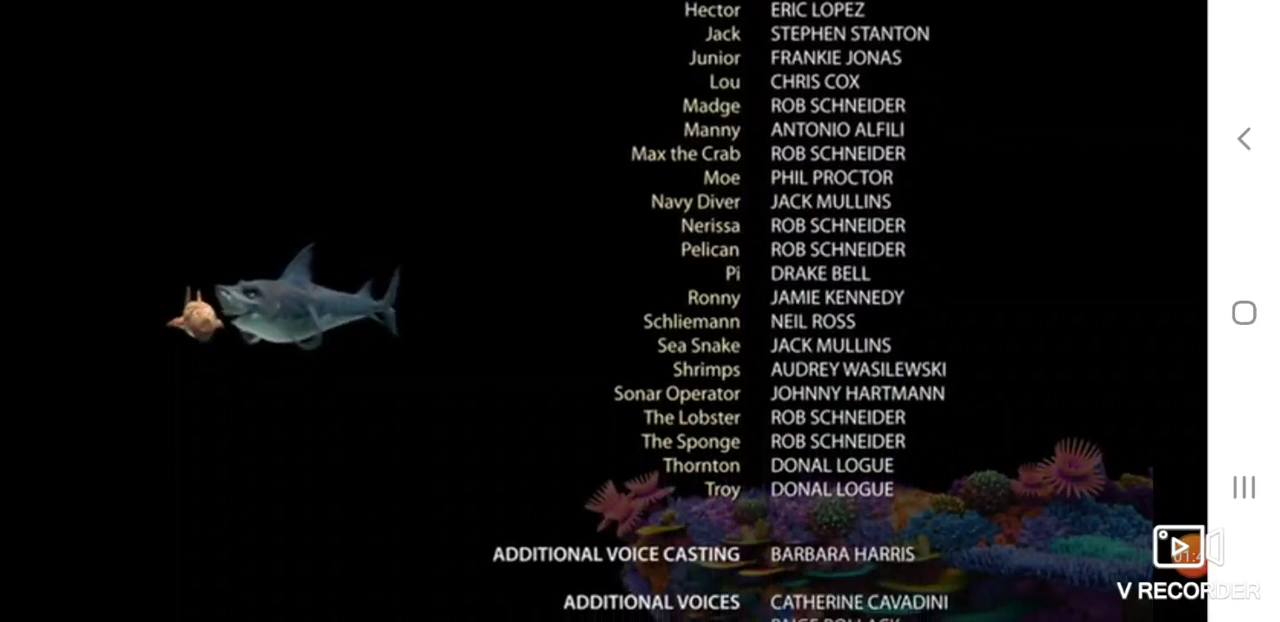 Hector ERIC LOPEZ
Jack STEPHEN STANTON
Junior FRANKIE JONAS
Lou CHRIS COX
Madge ROB SCHNEIDER
Manny ANTONIO ALFILI
Max the Crab ROB SCHNEIDER
Moe PHIL PROCTOR
Navy Diver JACK MULLINS
Nerissa ROB SCHNEIDER
Pelican ROB SCHNEIDER
Pi DRAKE BELL
Ronny JAMIE KENNEDY
Schliemann NEIL ROSS
Sea Snake JACK MULLINS
Shrimps AUDREY WASILEWSKI
Sonar Operator JOHNNY HARTMANN
The Lobster ROB SCHNEIDER
The Sponge ROB SCHNEIDER
Thornton DONAL LOGUE
Troy DONAL LOGUE
ADDITIONAL VOICE CASTING BARBARA HARRIS
V RECORDER
ADDITIONAL VOICES CATHERINE CAVADINI